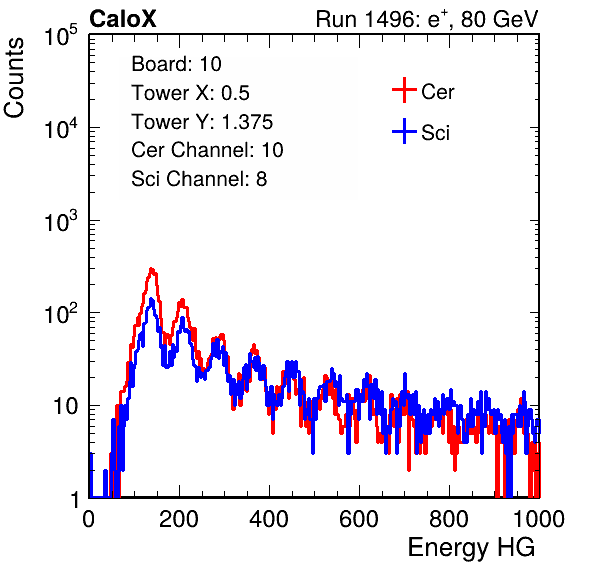 CaloX Run 1496: e⁺, 80 GeV
Board: 10
Tower X: 0.5
Tower Y: 1.375
Cer Channel: 10
Sci Channel: 8
Cer
Sci
Counts
10⁵
10⁴
10³
10²
10
1
0 200 400 600 800 1000
Energy HG